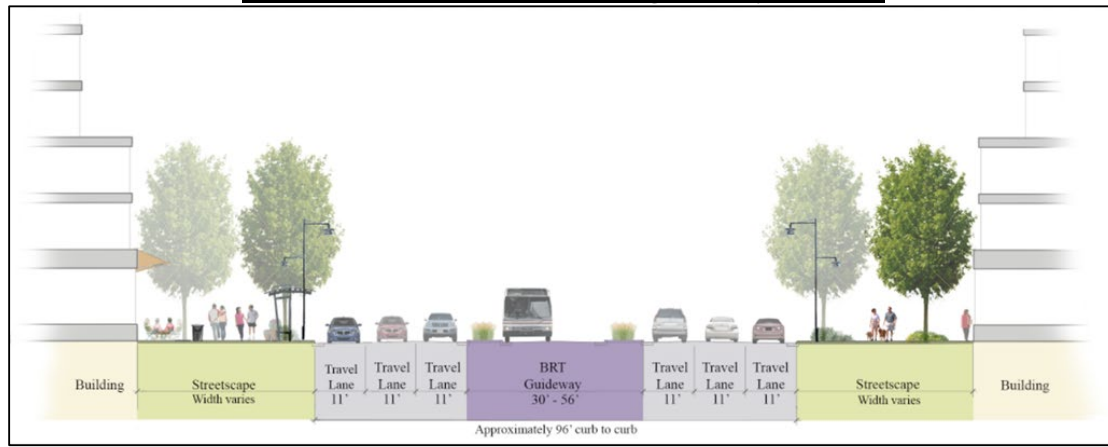 Building
Streetscape
Width varies
Travel
Lane
11'
Travel
Lane
11'
Travel
Lane
11'
BRT
Guideway
30' - 56'
Travel
Lane
11'
Travel
Lane
11'
Travel
Lane
11'
Streetscape
Width varies
Building
Approximately 96' curb to curb